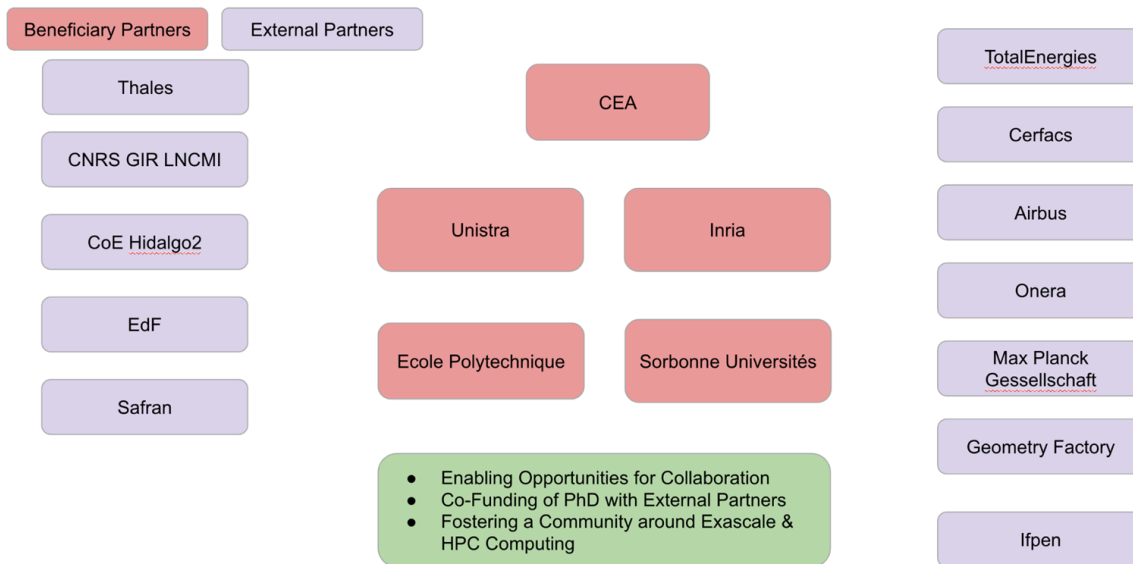 Beneficiary Partners
External Partners
Thales
CNRS GIR LNCMI
CoE Hidalgo2
EdF
Safran
CEA
Unistra
Inria
Ecole Polytechnique
Sorbonne Universités
● Enabling Opportunities for Collaboration
● Co-Funding of PhD with External Partners
● Fostering a Community around Exascale &
HPC Computing
TotalEnergies
Cerfacs
Airbus
Onera
Max Planck
Gessellschaft
Geometry Factory
Ifpen